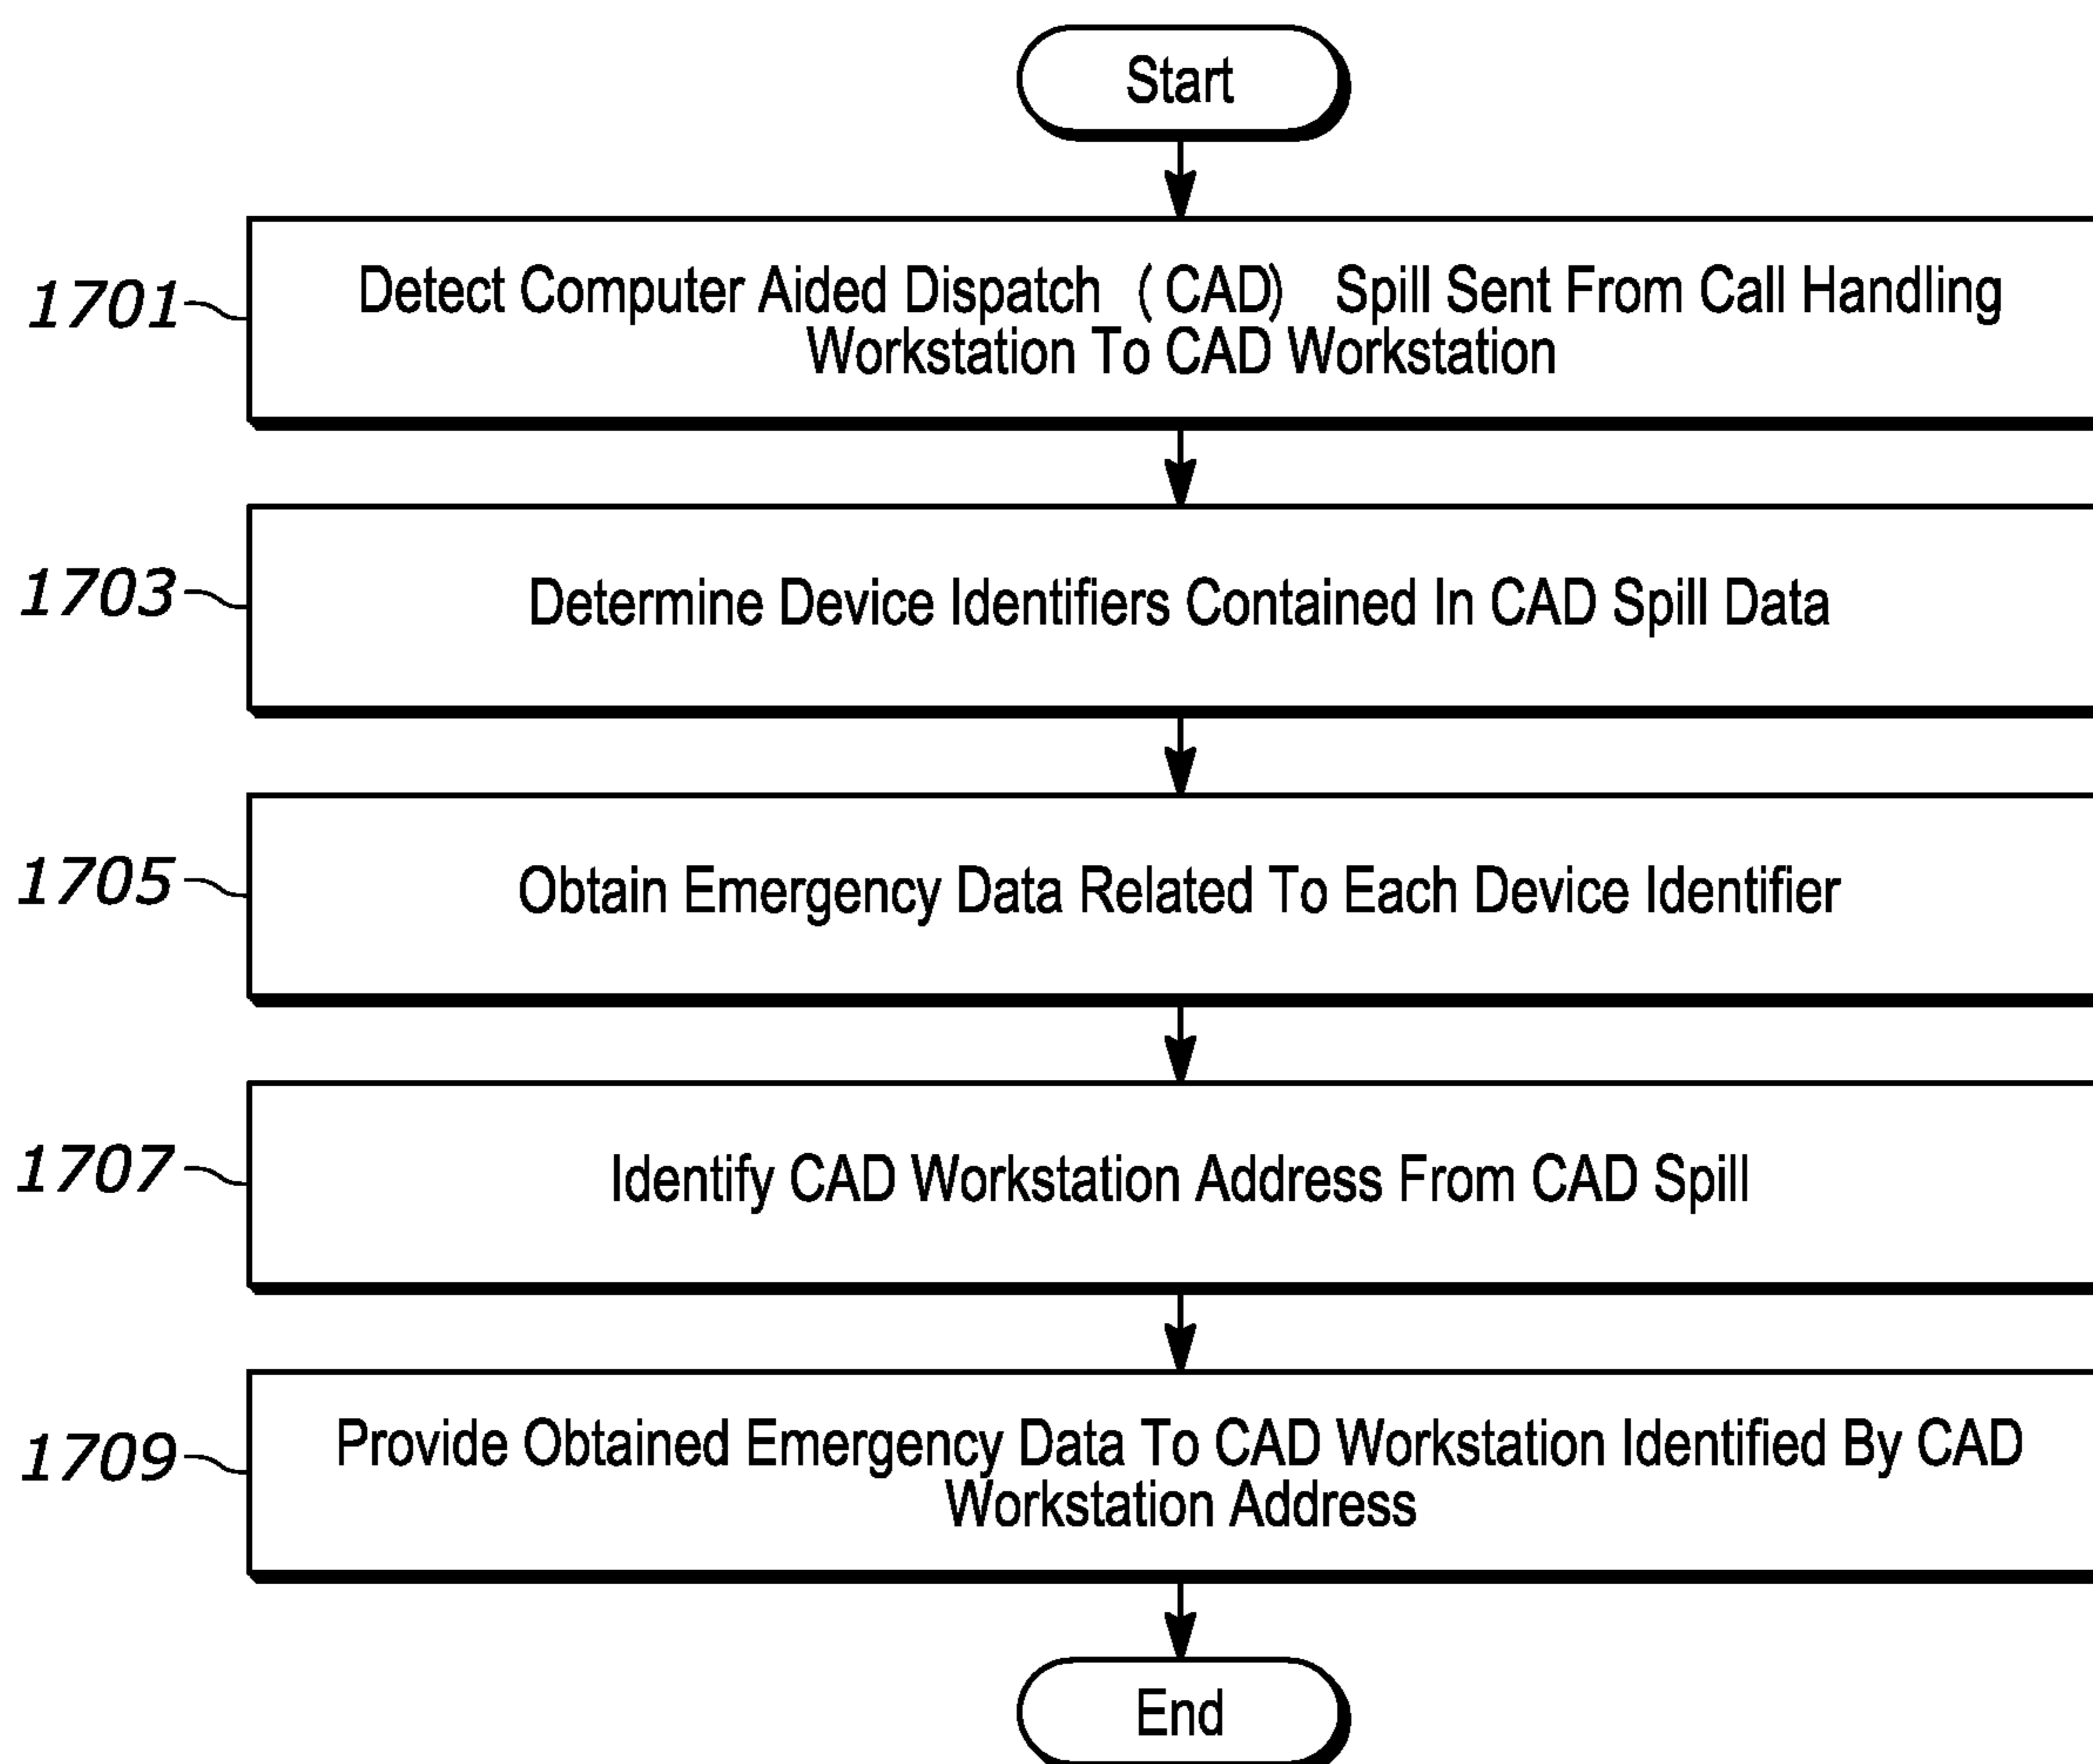 Start
1701
Detect Computer Aided Dispatch (CAD) Spill Sent From Call Handling
Workstation To CAD Workstation
1703
Determine Device Identifiers Contained In CAD Spill Data
1705
Obtain Emergency Data Related To Each Device Identifier
1707
Identify CAD Workstation Address From CAD Spill
1709
Provide Obtained Emergency Data To CAD Workstation Identified By CAD
Workstation Address
End